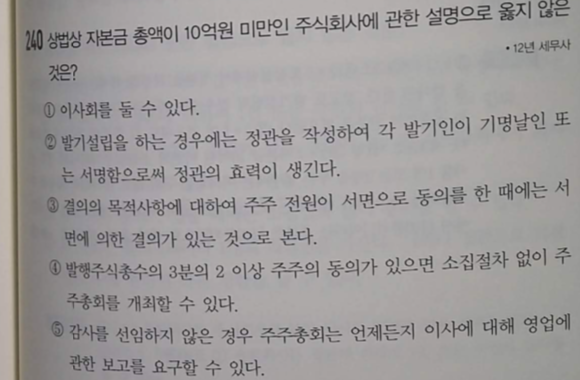 240 상법상 자본금 총액이 10억원 미만인 주식회사에 관한 설명으로 옳지 않은
것은?
• 12년 세무사
① 이사회를 둘 수 있다.
② 발기설립을 하는 경우에는 정관을 작성하여 각 발기인이 기명날인 또
는 서명함으로써 정관의 효력이 생긴다.
③ 결의의 목적사항에 대하여 주주 전원이 서면으로 동의를 한 때에는 서
면에 의한 결의가 있는 것으로 본다.
④ 발행주식총수의 3분의 2 이상 주주의 동의가 있으면 소집절차 없이 주
주총회를 개최할 수 있다.
⑤ 감사를 선임하지 않은 경우 주주총회는 언제든지 이사에 대해 영업에
관한 보고를 요구할 수 있다.